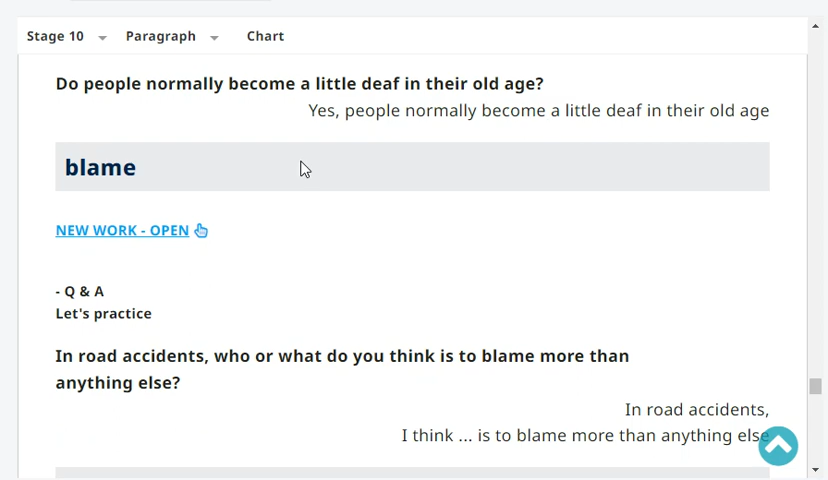 Stage 10 Paragraph Chart
Do people normally become a little deaf in their old age?
Yes, people normally become a little deaf in their old age
blame
NEW WORK - OPEN
- Q & A
Let's practice
In road accidents, who or what do you think is to blame more than
anything else?
In road accidents,
I think ... is to blame more than anything else